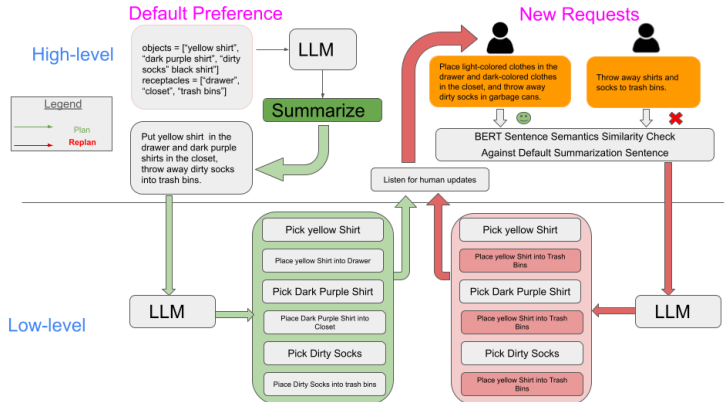 Default Preference
New Requests
High-level
objects = ["yellow shirt",
"dark purple shirt", "dirty
socks" black shirt"]
receptacles = ["drawer",
"closet", "trash bins"]
LLM
Legend
Plan
Replan
Summarize
Put yellow shirt in the
drawer and dark purple
shirts in the closet,
throw away dirty socks
into trash bins.
Place light-colored clothes in the
drawer and dark-colored clothes
in the closet, and throw away
dirty socks in garbage cans.
Throw away shirts and
socks to trash bins.
BERT Sentence Semantics Similarity Check
Against Default Summarization Sentence
Listen for human updates
Low-level
LLM
Pick yellow Shirt
Place yellow Shirt into Drawer
Pick Dark Purple Shirt
Place Dark Purple Shirt into
Closet
Pick Dirty Socks
Place Dirty Socks into trash bins
Pick yellow Shirt
Place yellow Shirt into Trash
Bins
Pick Dark Purple Shirt
Place yellow Shirt into Trash
Bins
Pick Dirty Socks
Place yellow Shirt into Trash
Bins
LLM